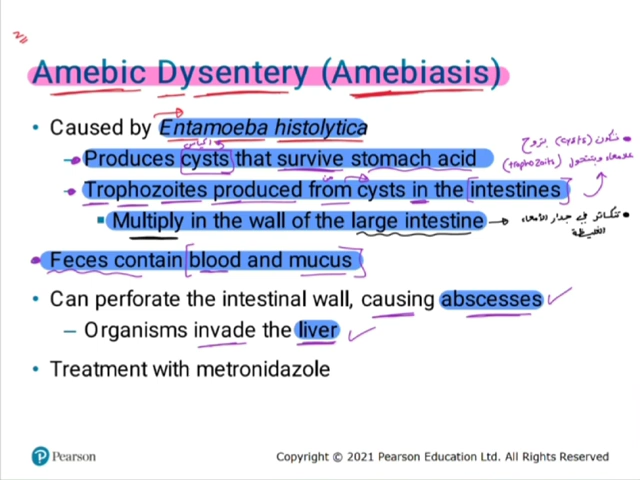 Amebic Dysentery (Amebiasis)
• Caused by Entamoeba histolytica
– Produces cysts that survive stomach acid
– Trophozoites produced from cysts in the intestines
▪ Multiply in the wall of the large intestine
• Feces contain blood and mucus
• Can perforate the intestinal wall, causing abscesses
– Organisms invade the liver
• Treatment with metronidazole
(cysts) بتروح
(trophozoites)
تتكاثر في جدار الأمعاء
الغليظة
Pearson
Copyright © 2021 Pearson Education Ltd. All Rights Reserved